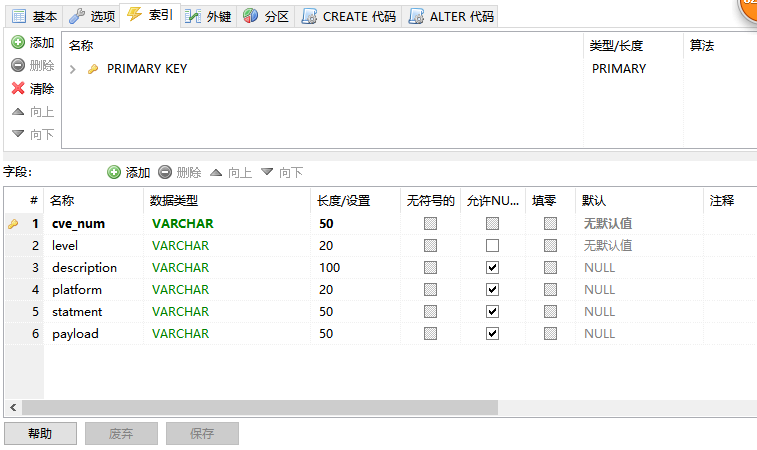 基本 选项 索引 外键 分区 CREATE 代码 ALTER 代码
添加 名称 类型/长度 算法
删除 PRIMARY KEY PRIMARY
清除
向上
向下
字段: 添加 删除 向上 向下
# 名称 数据类型 长度/设置 无符号的 允许NU... 填零 默认 注释
1 cve_num VARCHAR 50 无默认值
2 level VARCHAR 20 无默认值
3 description VARCHAR 100 NULL
4 platform VARCHAR 20 NULL
5 statment VARCHAR 50 NULL
6 payload VARCHAR 50 NULL
帮助 废弃 保存